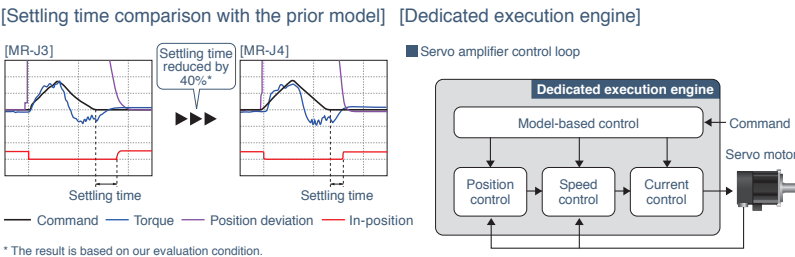 [Settling time comparison with the prior model]
[MR-J3]
Settling time
reduced by
40%*
[MR-J4]
Settling time
Settling time
Command
Torque
Position deviation
In-position
* The result is based on our evaluation condition.
[Dedicated execution engine]
Servo amplifier control loop
Dedicated execution engine
Model-based control
Command
Servo motor
Position
control
Speed
control
Current
control